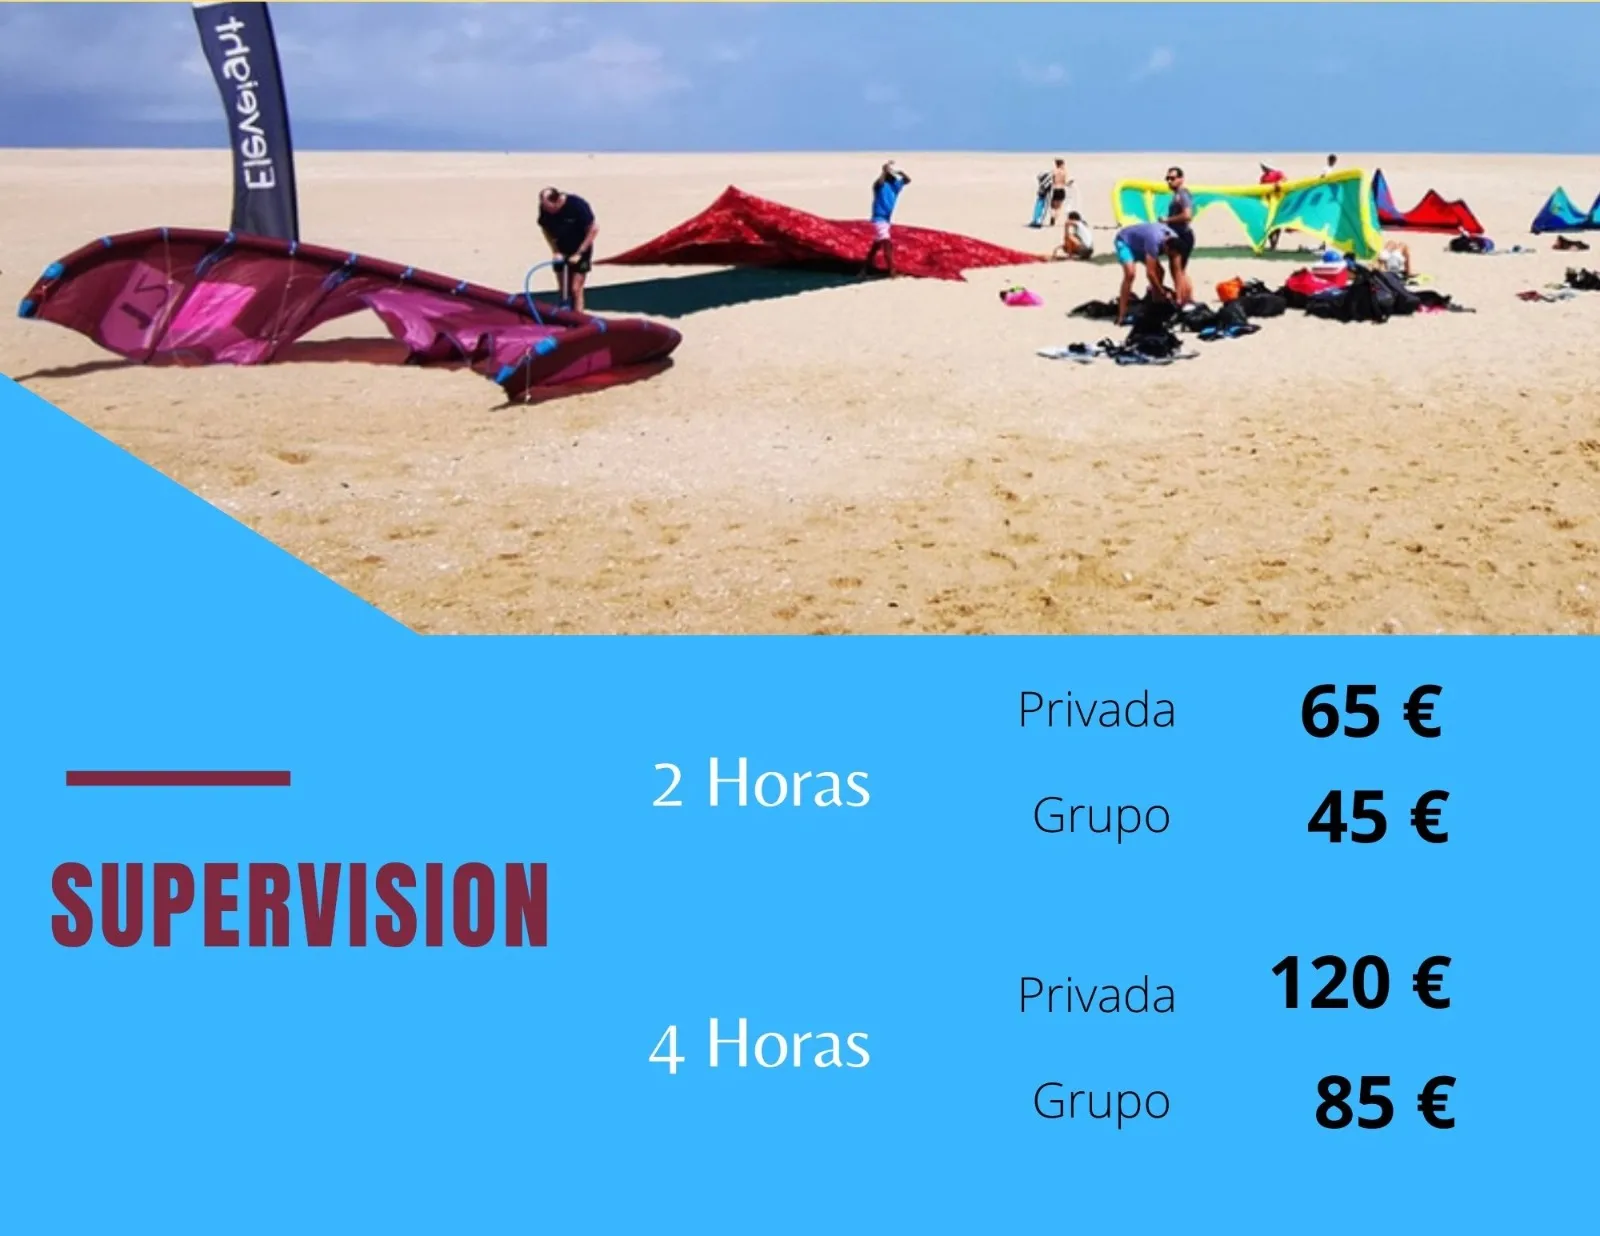 Eleveight
Privada 65 €
2 Horas
Grupo 45 €
SUPERVISION
Privada 120 €
4 Horas
Grupo 85 €